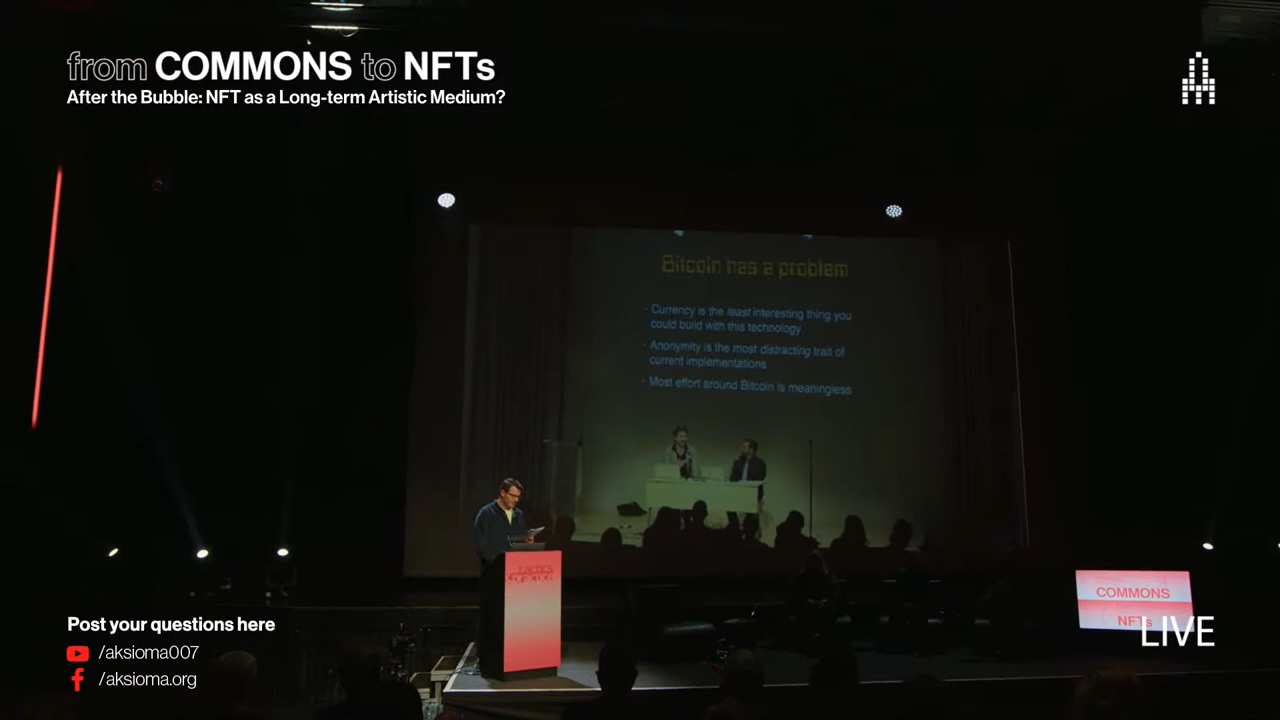 from COMMONS to NFTs
After the Bubble: NFT as a Long-term Artistic Medium?
Bitcoin has a problem
- Currency is the least interesting thing you
could build with this technology
- Anonymity is the most distracting trait of
current implementations
- Most effort around Bitcoin is meaningless
tactics
COMMONS
NFTs
LIVE
Post your questions here
/aksioma007
/aksioma.org